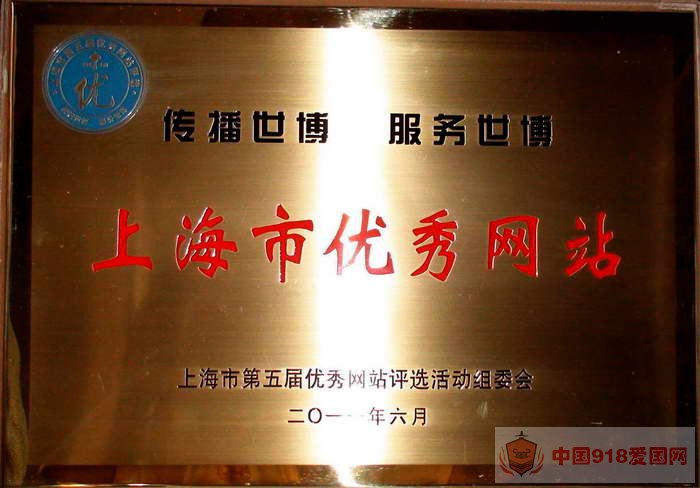 优
传播世博 服务世博
上海市优秀网站
上海市第五届优秀网站评选活动组委会
二〇一一年六月
中国918爱国网